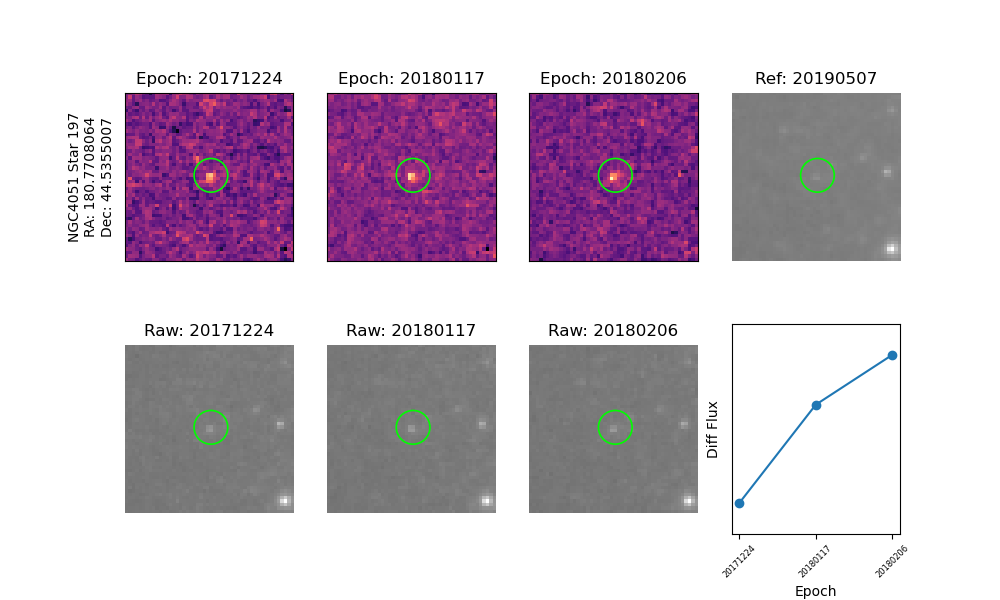 NGC4051 Star 197
RA: 180.7708064
Dec: 44.5355007
Epoch: 20171224
Epoch: 20180117
Epoch: 20180206
Ref: 20190507
Raw: 20171224
Raw: 20180117
Raw: 20180206
Diff Flux
20171224
20180117
20180206
Epoch